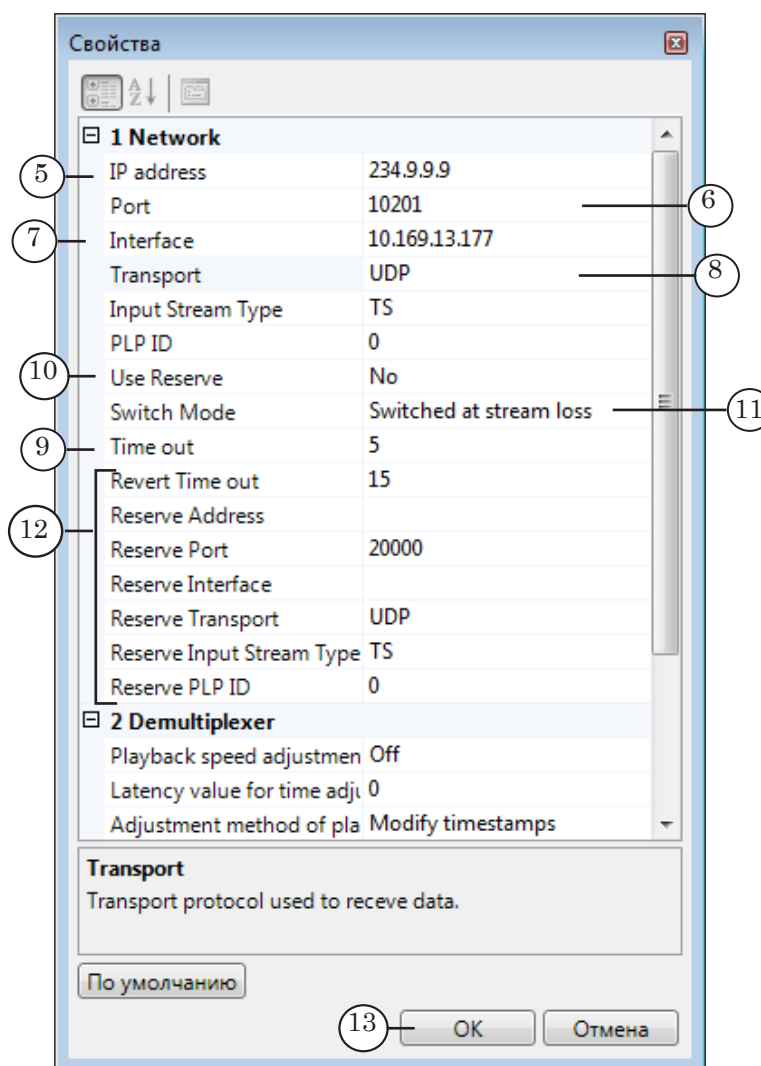 Свойства
1 Network
5 IP address 234.9.9.9
Port 10201 6
7 Interface 10.169.13.177
Transport UDP 8
Input Stream Type TS
PLP ID 0
10 Use Reserve No
Switch Mode Switched at stream loss 11
9 Time out 5
Revert Time out 15
12 Reserve Address
Reserve Port 20000
Reserve Interface
Reserve Transport UDP
Reserve Input Stream Type TS
Reserve PLP ID 0
2 Demultiplexer
Playback speed adjustmen Off
Latency value for time adju 0
Adjustment method of pla Modify timestamps
Transport
Transport protocol used to receve data.
По умолчанию
13 OK Отмена